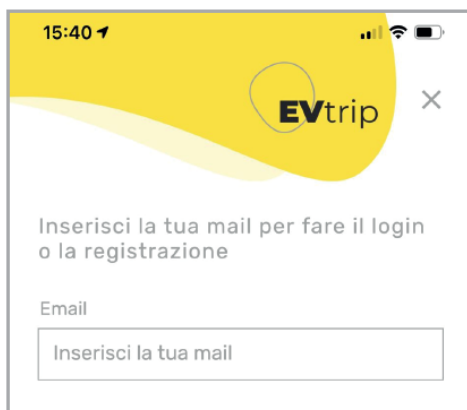 15:40
EVtrip
Inserisci la tua mail per fare il login
o la registrazione
Email
Inserisci la tua mail